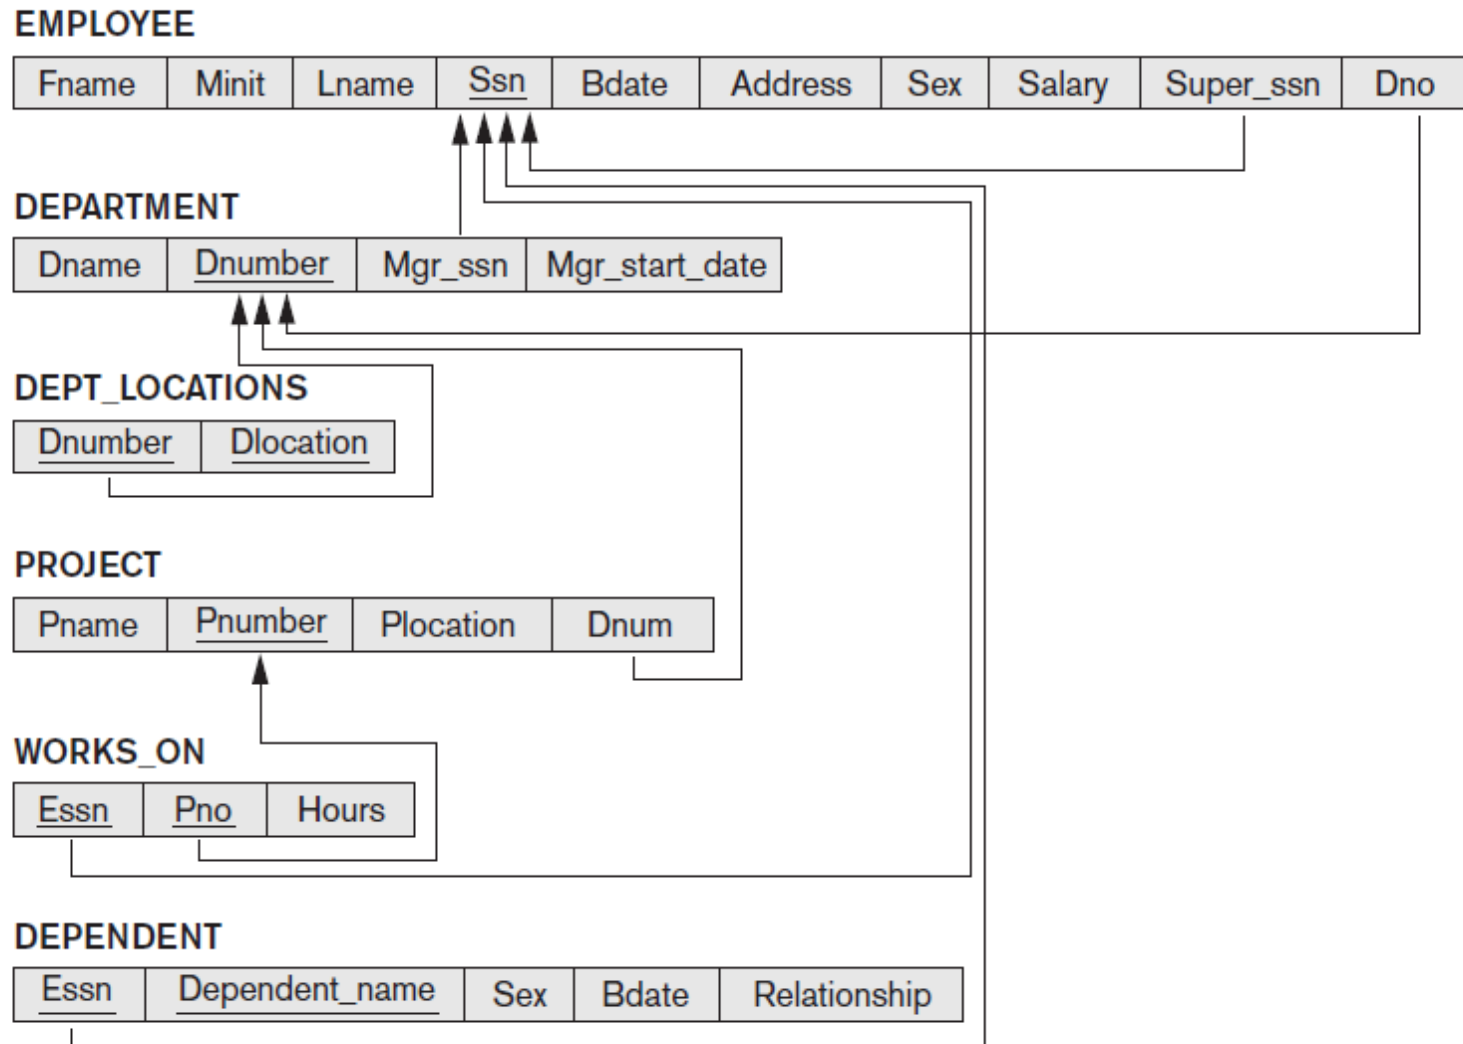 EMPLOYEE
Fname Minit Lname Ssn Bdate Address Sex Salary Super_ssn Dno
DEPARTMENT
Dname Dnumber Mgr_ssn Mgr_start_date
DEPT_LOCATIONS
Dnumber Dlocation
PROJECT
Pname Pnumber Plocation Dnum
WORKS_ON
Essn Pno Hours
DEPENDENT
Essn Dependent_name Sex Bdate Relationship